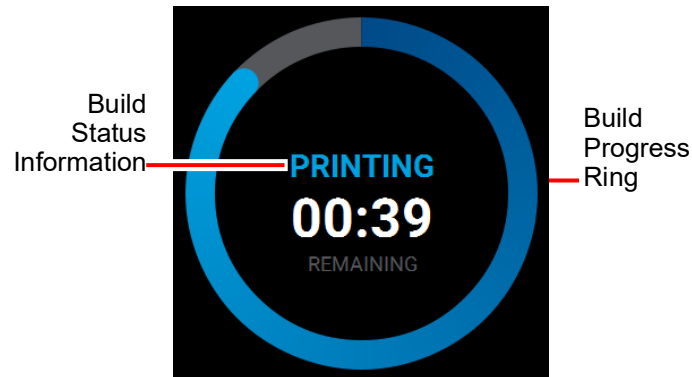 Build
Status
Information
PRINTING
00:39
REMAINING
Build
Progress
Ring